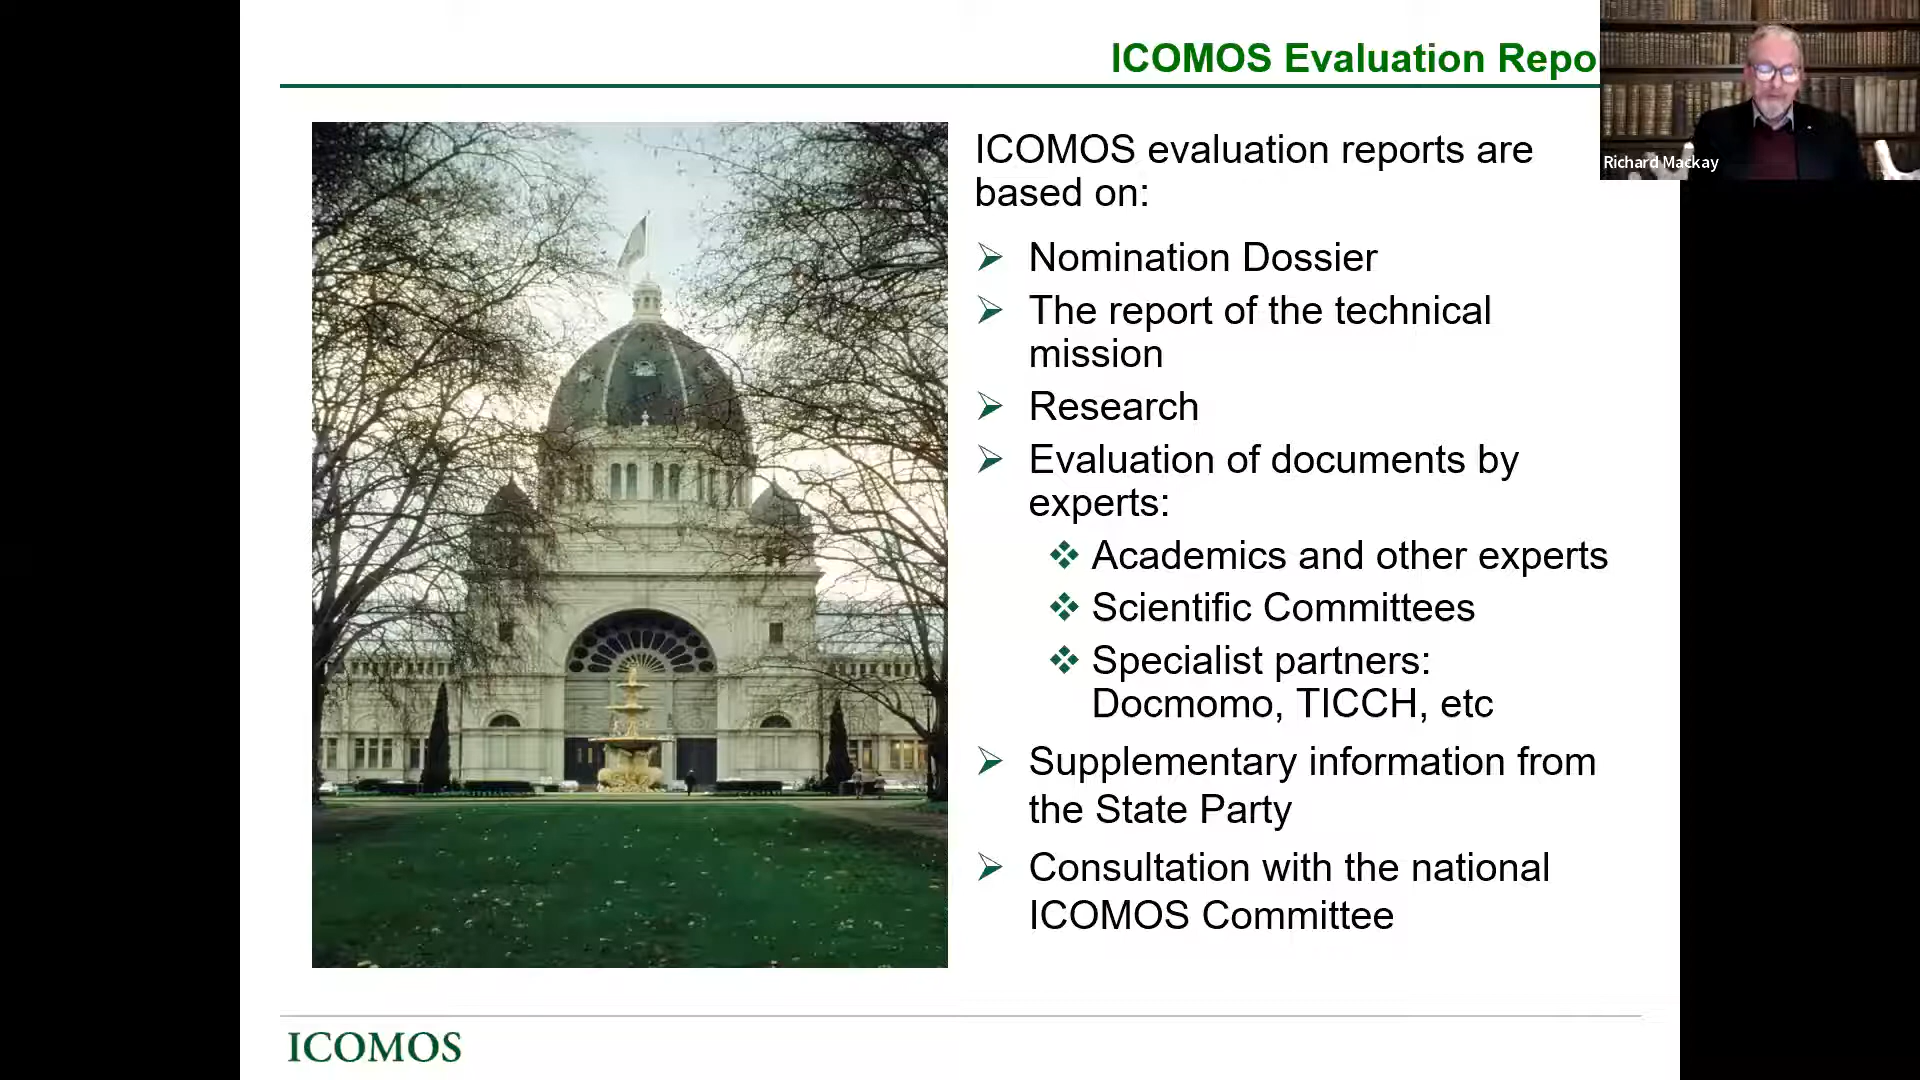 ICOMOS Evaluation Repo
Richard Mackay
ICOMOS evaluation reports are
based on:
Nomination Dossier
The report of the technical
mission
Research
Evaluation of documents by
experts:
Academics and other experts
Scientific Committees
Specialist partners:
Docmomo, TICCH, etc
Supplementary information from
the State Party
Consultation with the national
ICOMOS Committee
ICOMOS